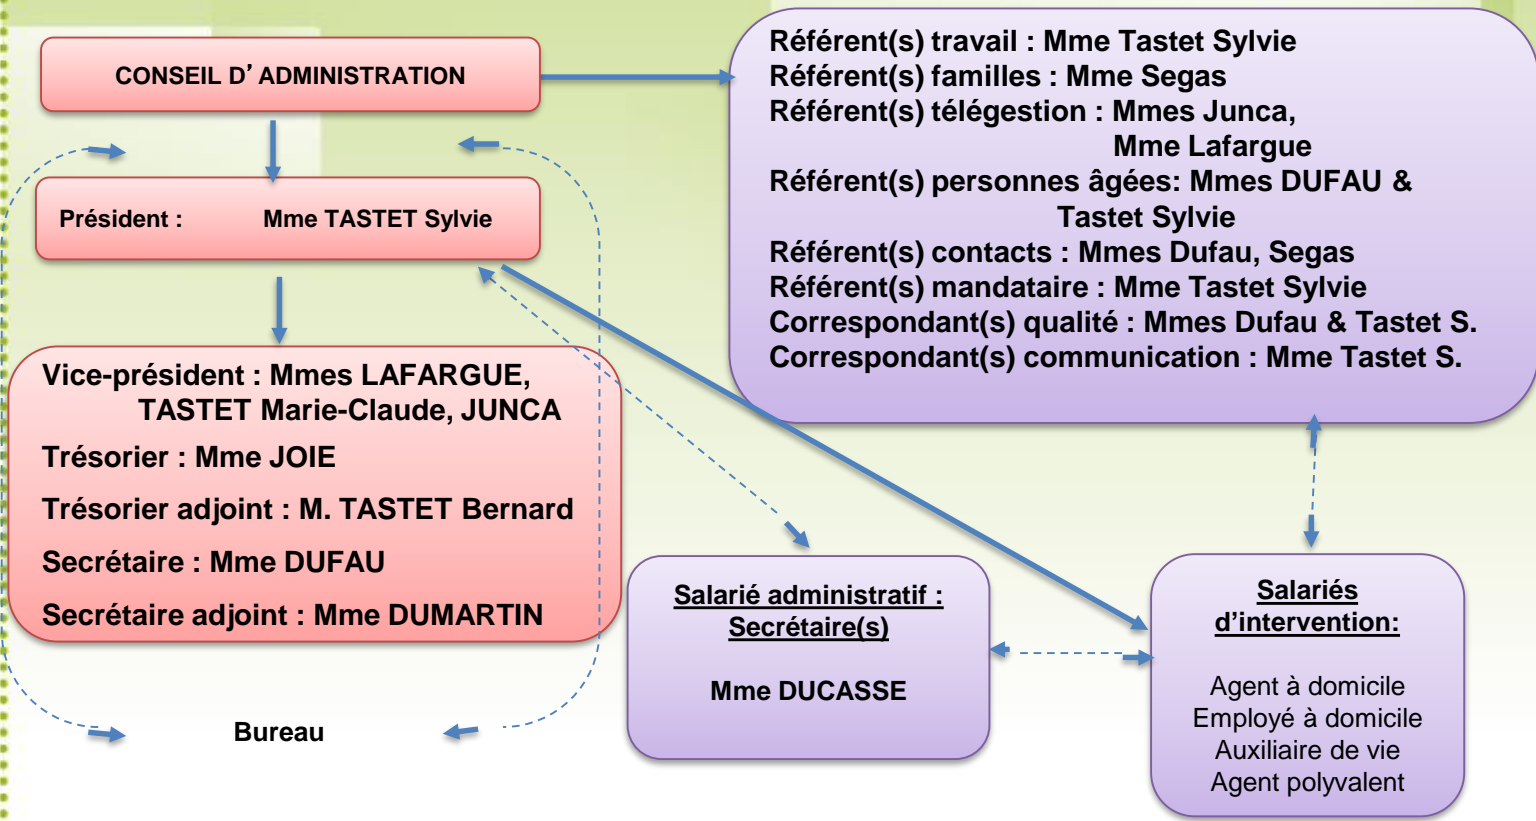 CONSEIL D’ ADMINISTRATION
Président : Mme TASTET Sylvie
Vice-président : Mmes LAFARGUE,
TASTET Marie-Claude, JUNCA
Trésorier : Mme JOIE
Trésorier adjoint : M. TASTET Bernard
Secrétaire : Mme DUFAU
Secrétaire adjoint : Mme DUMARTIN
Bureau
Référent(s) travail : Mme Tastet Sylvie
Référent(s) familles : Mme Segas
Référent(s) télégestion : Mmes Junca,
Mme Lafargue
Référent(s) personnes âgées: Mmes DUFAU &
Tastet Sylvie
Référent(s) contacts : Mmes Dufau, Segas
Référent(s) mandataire : Mme Tastet Sylvie
Correspondant(s) qualité : Mmes Dufau & Tastet S.
Correspondant(s) communication : Mme Tastet S.
Salarié administratif :
Secrétaire(s)
Mme DUCASSE
Salariés
d’intervention:
Agent à domicile
Employé à domicile
Auxiliaire de vie
Agent polyvalent